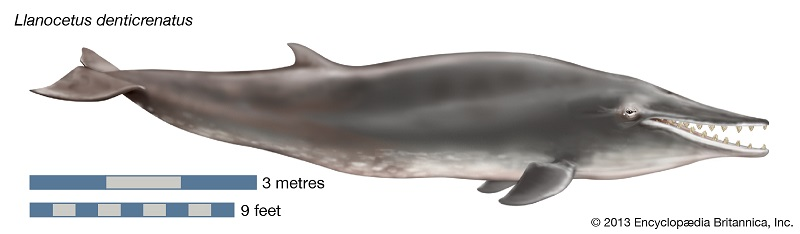 Llanocetus denticrenatus
3 metres
9 feet
© 2013 Encyclopædia Britannica, Inc.